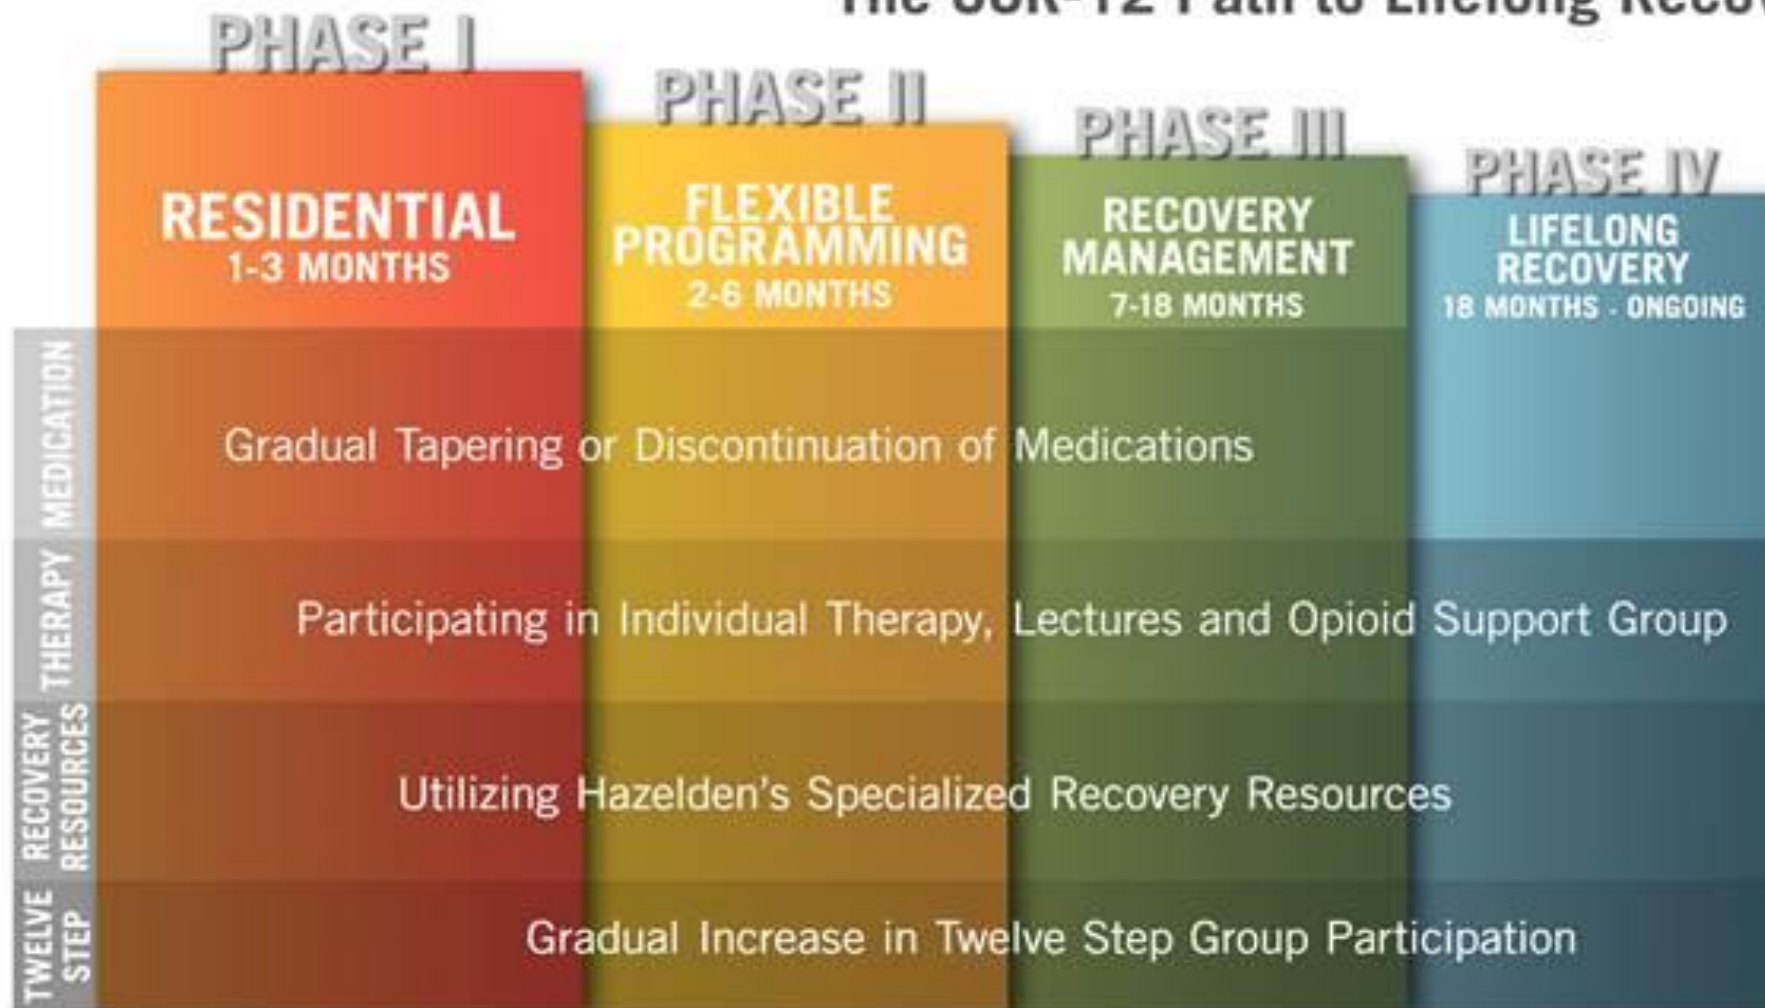 to Lifelong
PHASE I
PHASE II
PHASE III
PHASE IV
RESIDENTIAL
1-3 MONTHS
FLEXIBLE
PROGRAMMING
2-6 MONTHS
RECOVERY
MANAGEMENT
7-18 MONTHS
LIFELONG
RECOVERY
18 MONTHS - ONGOING
MEDICATION
Gradual Tapering or Discontinuation of Medications
THERAPY
Participating in Individual Therapy, Lectures and Opioid Support Group
RECOVERY
RESOURCES
Utilizing Hazelden's Specialized Recovery Resources
TWELVE
STEP
Gradual Increase in Twelve Step Group Participation